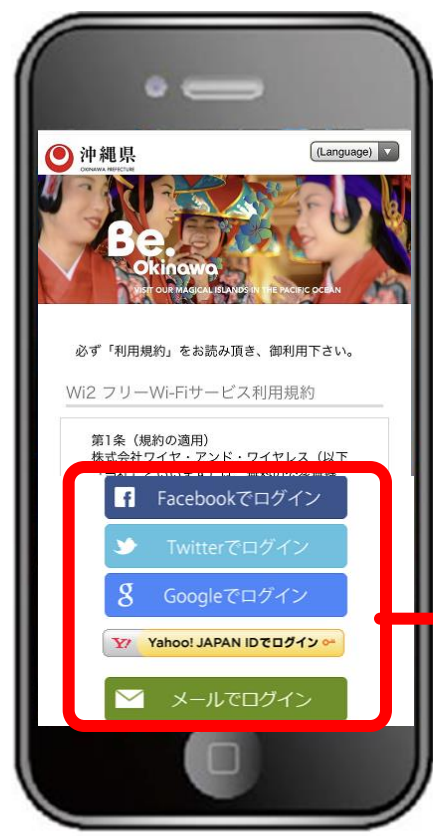 沖縄県
OKINAWA PREFECTURE
(Language)
Be.
Okinawa
VISIT OUR MAGICAL ISLANDS IN THE PACIFIC OCEAN
必ず「利用規約」をお読み頂き、御利用下さい。
Wi2 フリーWi-Fiサービス利用規約
第1条（規約の適用）
株式会社ワイヤ・アンド・ワイヤレス（以下
f Facebookでログイン
Twitterでログイン
g Googleでログイン
Y! Yahoo! JAPAN IDでログイン
メールでログイン